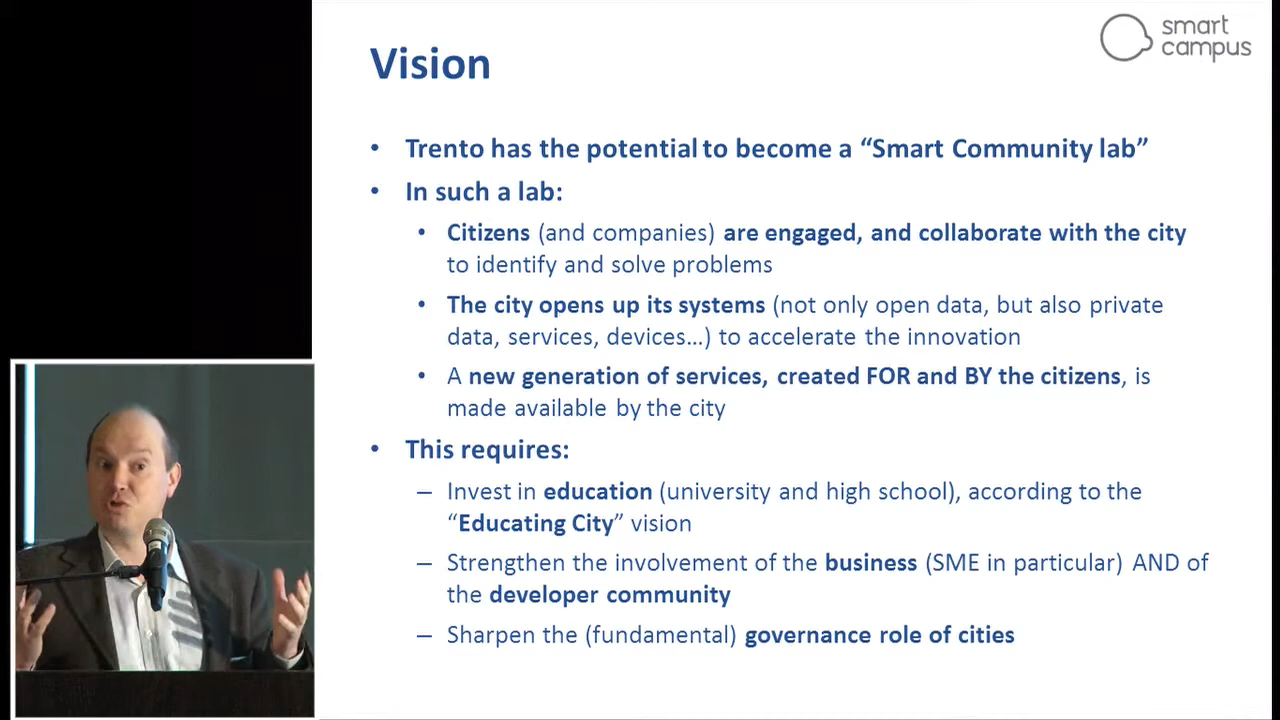 smart
campus
Vision
• Trento has the potential to become a “Smart Community lab”
• In such a lab:
• Citizens (and companies) are engaged, and collaborate with the city
to identify and solve problems
• The city opens up its systems (not only open data, but also private
data, services, devices…) to accelerate the innovation
• A new generation of services, created FOR and BY the citizens, is
made available by the city
• This requires:
– Invest in education (university and high school), according to the
“Educating City” vision
– Strengthen the involvement of the business (SME in particular) AND of
the developer community
– Sharpen the (fundamental) governance role of cities